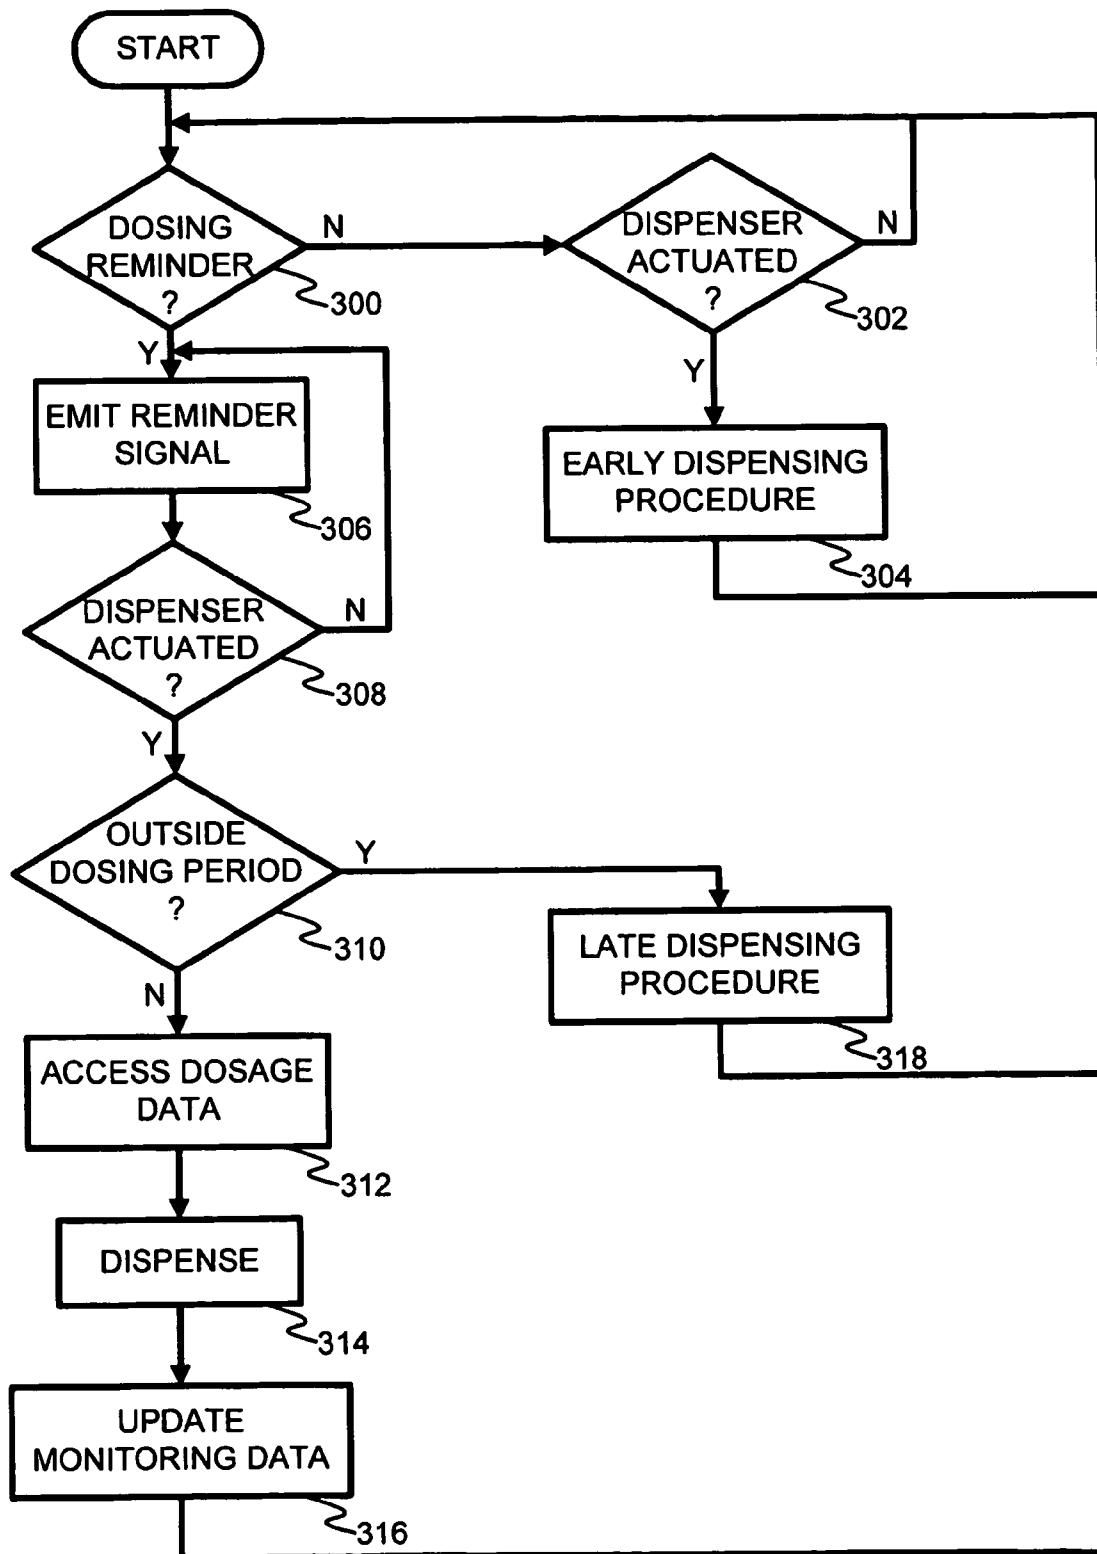 START
DOSING
REMINDER
?
300
N
Y
DISPENSER
ACTUATED
?
302
N
Y
EARLY DISPENSING
PROCEDURE
304
EMIT REMINDER
SIGNAL
306
DISPENSER
ACTUATED
?
308
N
Y
OUTSIDE
DOSING PERIOD
?
310
Y
N
LATE DISPENSING
PROCEDURE
318
ACCESS DOSAGE
DATA
312
DISPENSE
314
UPDATE
MONITORING DATA
316